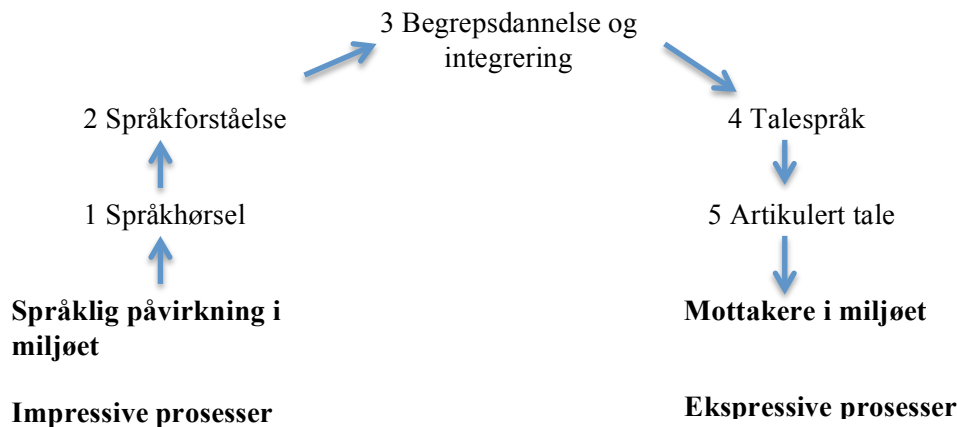 3 Begrepsdannelse og
integrering
2 Språkforståelse
4 Talespråk
1 Språkhørsel
5 Artikulert tale
Språklig påvirkning i
miljøet
Mottakere i miljøet
Impressive prosesser
Ekspressive prosesser